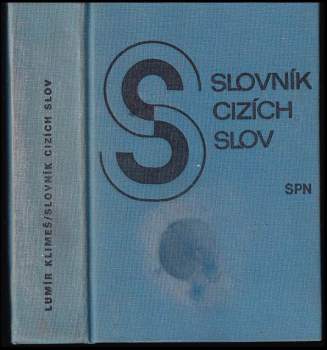 LUMÍR KLIMEŠ/SLOVNÍK CIZÍCH SLOV
SLOVNÍK
CIZÍCH
SLOV
SPN